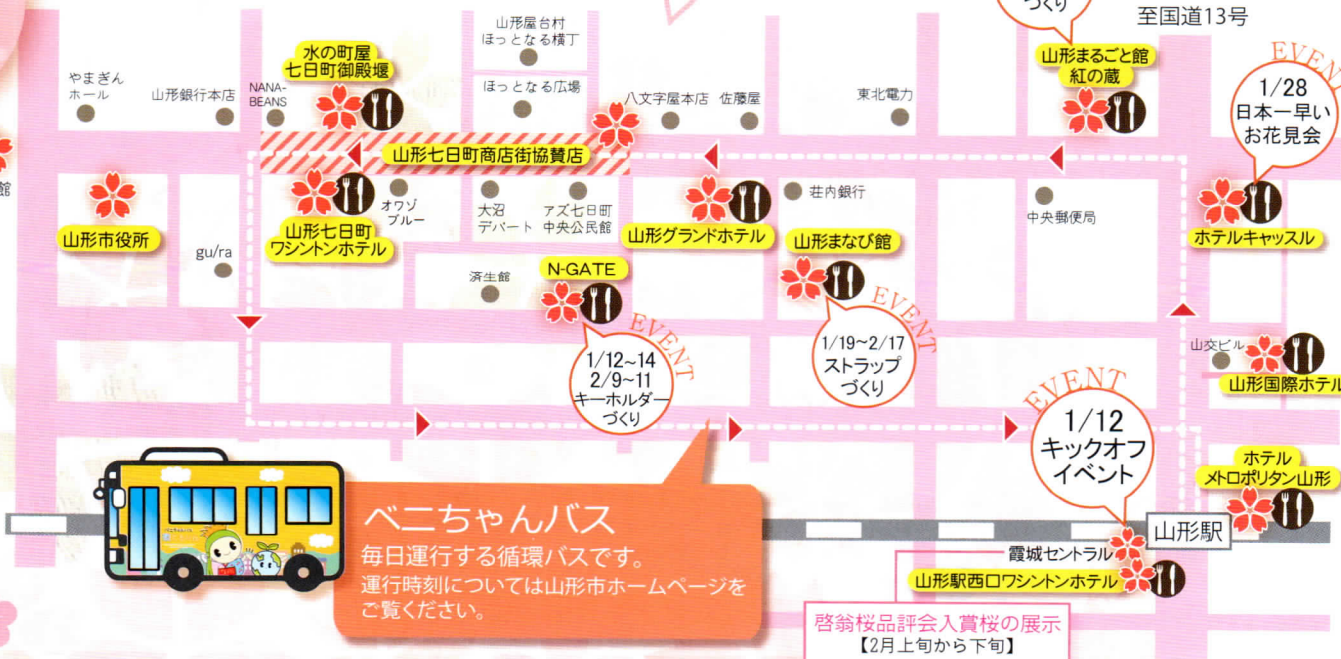 づくり
至国道13号
山形屋台村
ほっとなる横丁
水の町屋
七日町御殿堰
山形まるごと館
紅の蔵
EVENT
1/28
日本一早い
お花見会
やまぎん
ホール
山形銀行本店
NANA-
BEANS
ほっとなる広場
八文字屋本店
佐藤屋
東北電力
館
山形七日町商店街協賛店
山形市役所
gu/ra
山形七日町
ワシントンホテル
オワゾ
ブルー
大沼
デパート
アズ七日町
中央公民館
山形グランドホテル
荘内銀行
山形まなび館
中央郵便局
ホテルキャッスル
済生館
N-GATE
EVENT
1/12~14
2/9~11
キーホルダー
づくり
EVENT
1/19~2/17
ストラップ
づくり
山交ビル
山形国際ホテル
EVENT
1/12
キックオフ
イベント
ホテル
メトロポリタン山形
ベニちゃんバス
毎日運行する循環バスです。
運行時刻については山形市ホームページを
ご覧ください。
山形駅
霞城セントラル
山形駅西口ワシントンホテル
啓翁桜品評会入賞桜の展示
【2月上旬から下旬】